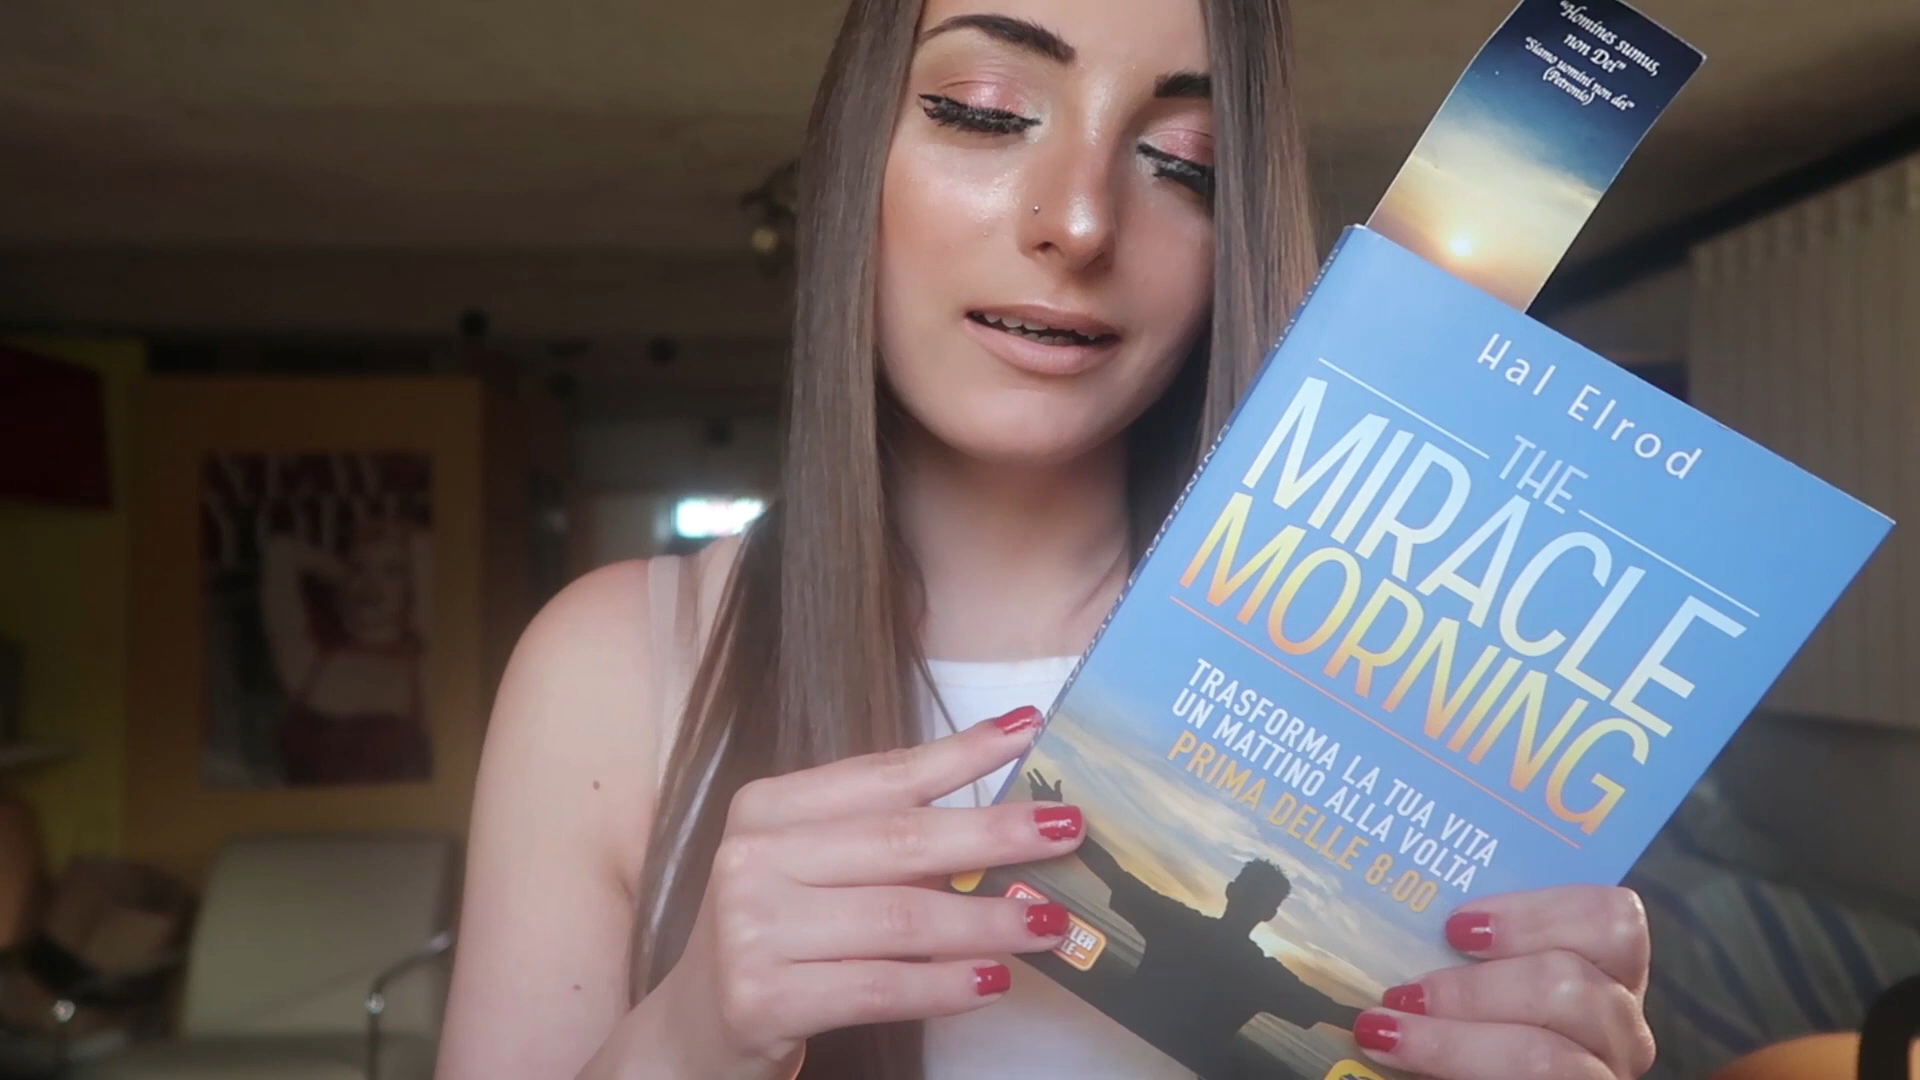 "Homines sumus,
non Dei"
"Siamo uomini non dei"
(Petronio)
Hal Elrod
THE
MIRACLE
MORNING
TRASFORMA LA TUA VITA
UN MATTINO ALLA VOLTA
PRIMA DELLE 8:00